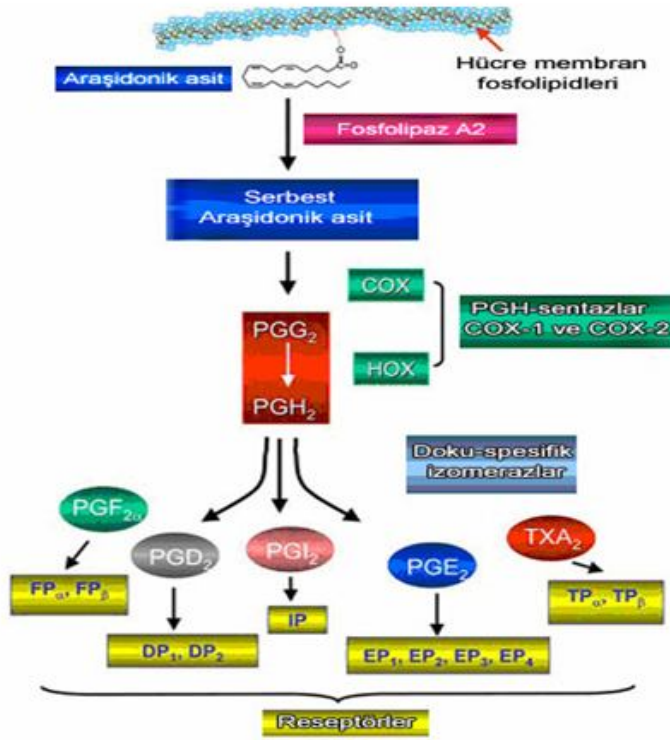 Araşidonik asit
Hücre membran
fosfolipidleri
Fosfolipaz A2
Serbest
Araşidonik asit
COX
PGG₂
PGH-sentazlar
COX-1 ve COX-2
HOX
PGH₂
Doku-spesifik
izomerazlar
PGF₂α
PGD₂
PGI₂
PGE₂
TXA₂
FPα, FPβ
IP
TPα, TPβ
DP₁, DP₂
EP₁, EP₂, EP₃, EP₄
Reseptörler